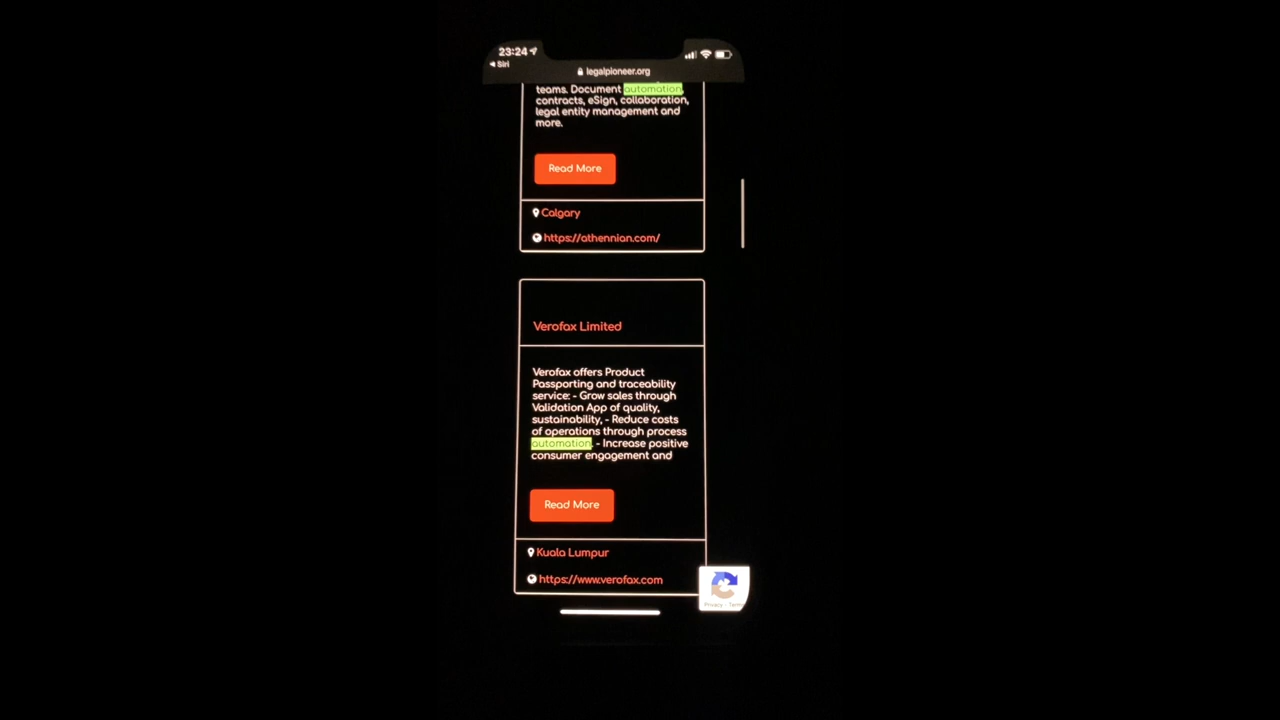 23:24
Siri
legalpioneer.org
teams. Document automation,
contracts, eSign, collaboration,
legal entity management and
more.
Read More
Calgary
https://athennian.com/
Verofax Limited
Verofax offers Product
Passporting and traceability
service: - Grow sales through
Validation App of quality,
sustainability, - Reduce costs
of operations through process
automation. - Increase positive
consumer engagement and
Read More
Kuala Lumpur
https://www.verofax.com
Privacy - Terms